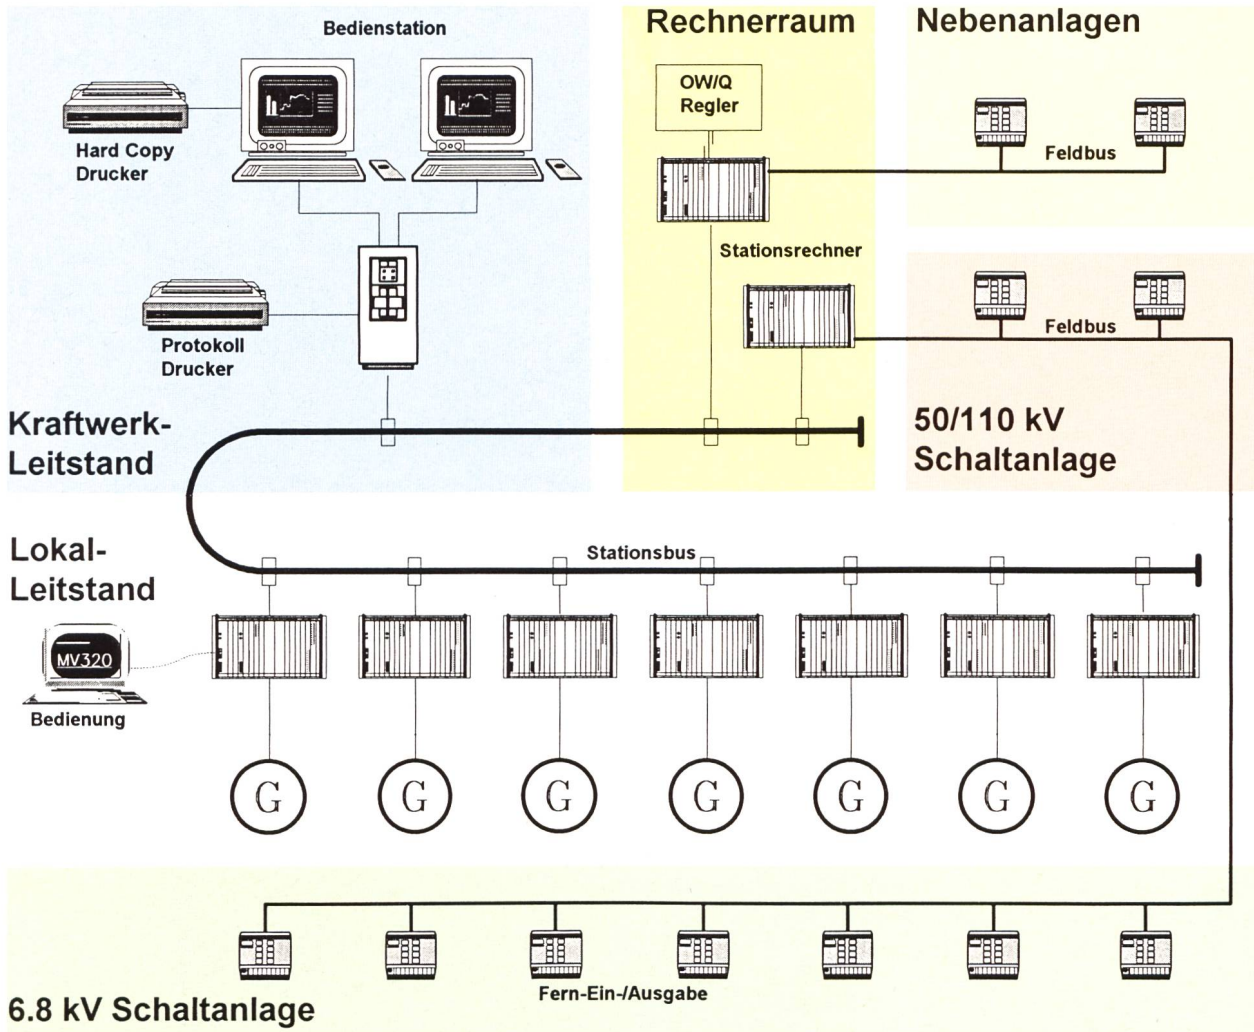 Bedienstation
Rechnerraum
Nebenanlagen
OW/Q
Regler
Hard Copy
Drucker
Feldbus
Stationsrechner
Protokoll
Drucker
Feldbus
Kraftwerk-
Leitstand
50/110 kV
Schaltanlage
Lokal-
Leitstand
Stationsbus
MV320
Bedienung
G G G G G G G
Fern-Ein-/Ausgabe
6.8 kV Schaltanlage